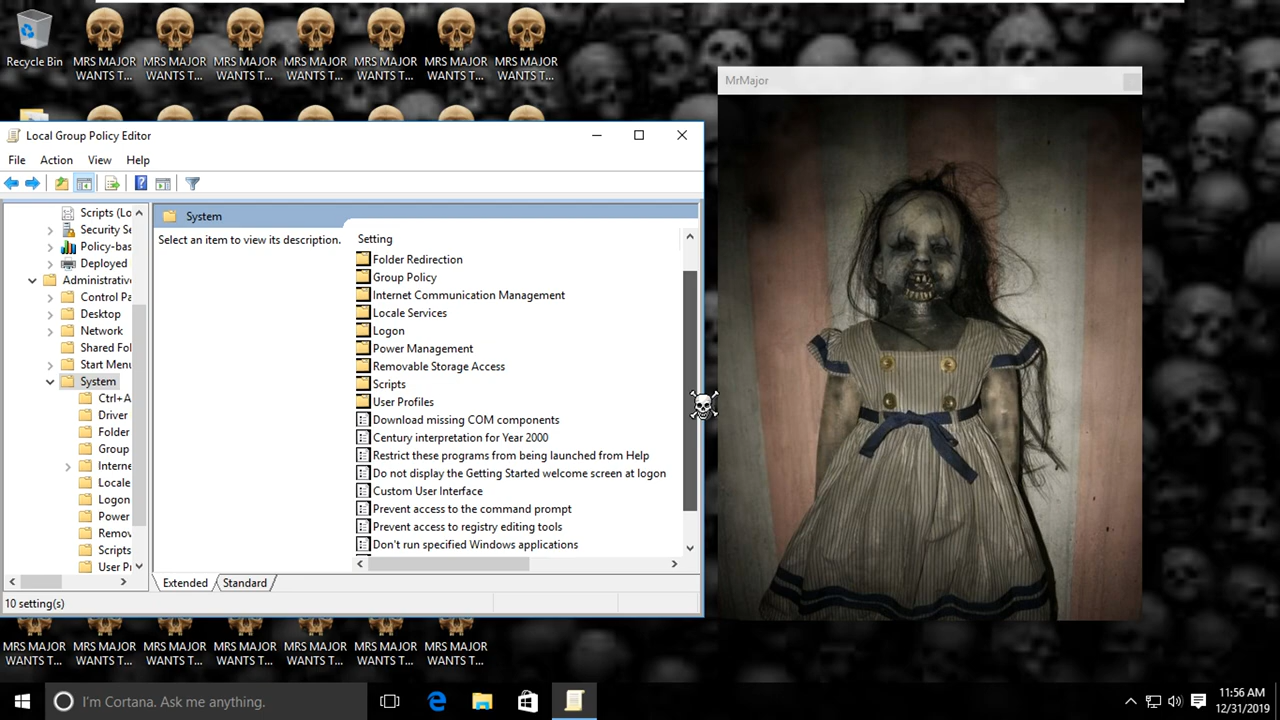 Recycle Bin
MRS MAJOR
WANTS T...
MRS MAJOR
WANTS T...
MRS MAJOR
WANTS T...
MRS MAJOR
WANTS T...
MRS MAJOR
WANTS T...
MRS MAJOR
WANTS T...
MRS MAJOR
WANTS T...
MrMajor
Local Group Policy Editor
File Action View Help
Scripts (Lo
Security Se
Policy-bas
Deployed
Administrative
Control Pa
Desktop
Network
Shared Fol
Start Menu
System
Ctrl+A
Driver
Folder
Group
Interne
Locale
Logon
Power
Remov
Scripts
User Pr
System
Select an item to view its description.
Setting
Folder Redirection
Group Policy
Internet Communication Management
Locale Services
Logon
Power Management
Removable Storage Access
Scripts
User Profiles
Download missing COM components
Century interpretation for Year 2000
Restrict these programs from being launched from Help
Do not display the Getting Started welcome screen at logon
Custom User Interface
Prevent access to the command prompt
Prevent access to registry editing tools
Don't run specified Windows applications
Extended Standard
10 setting(s)
MRS MAJOR
WANTS T...
MRS MAJOR
WANTS T...
MRS MAJOR
WANTS T...
MRS MAJOR
WANTS T...
MRS MAJOR
WANTS T...
MRS MAJOR
WANTS T...
MRS MAJOR
WANTS T...
I'm Cortana. Ask me anything.
11:56 AM
12/31/2019